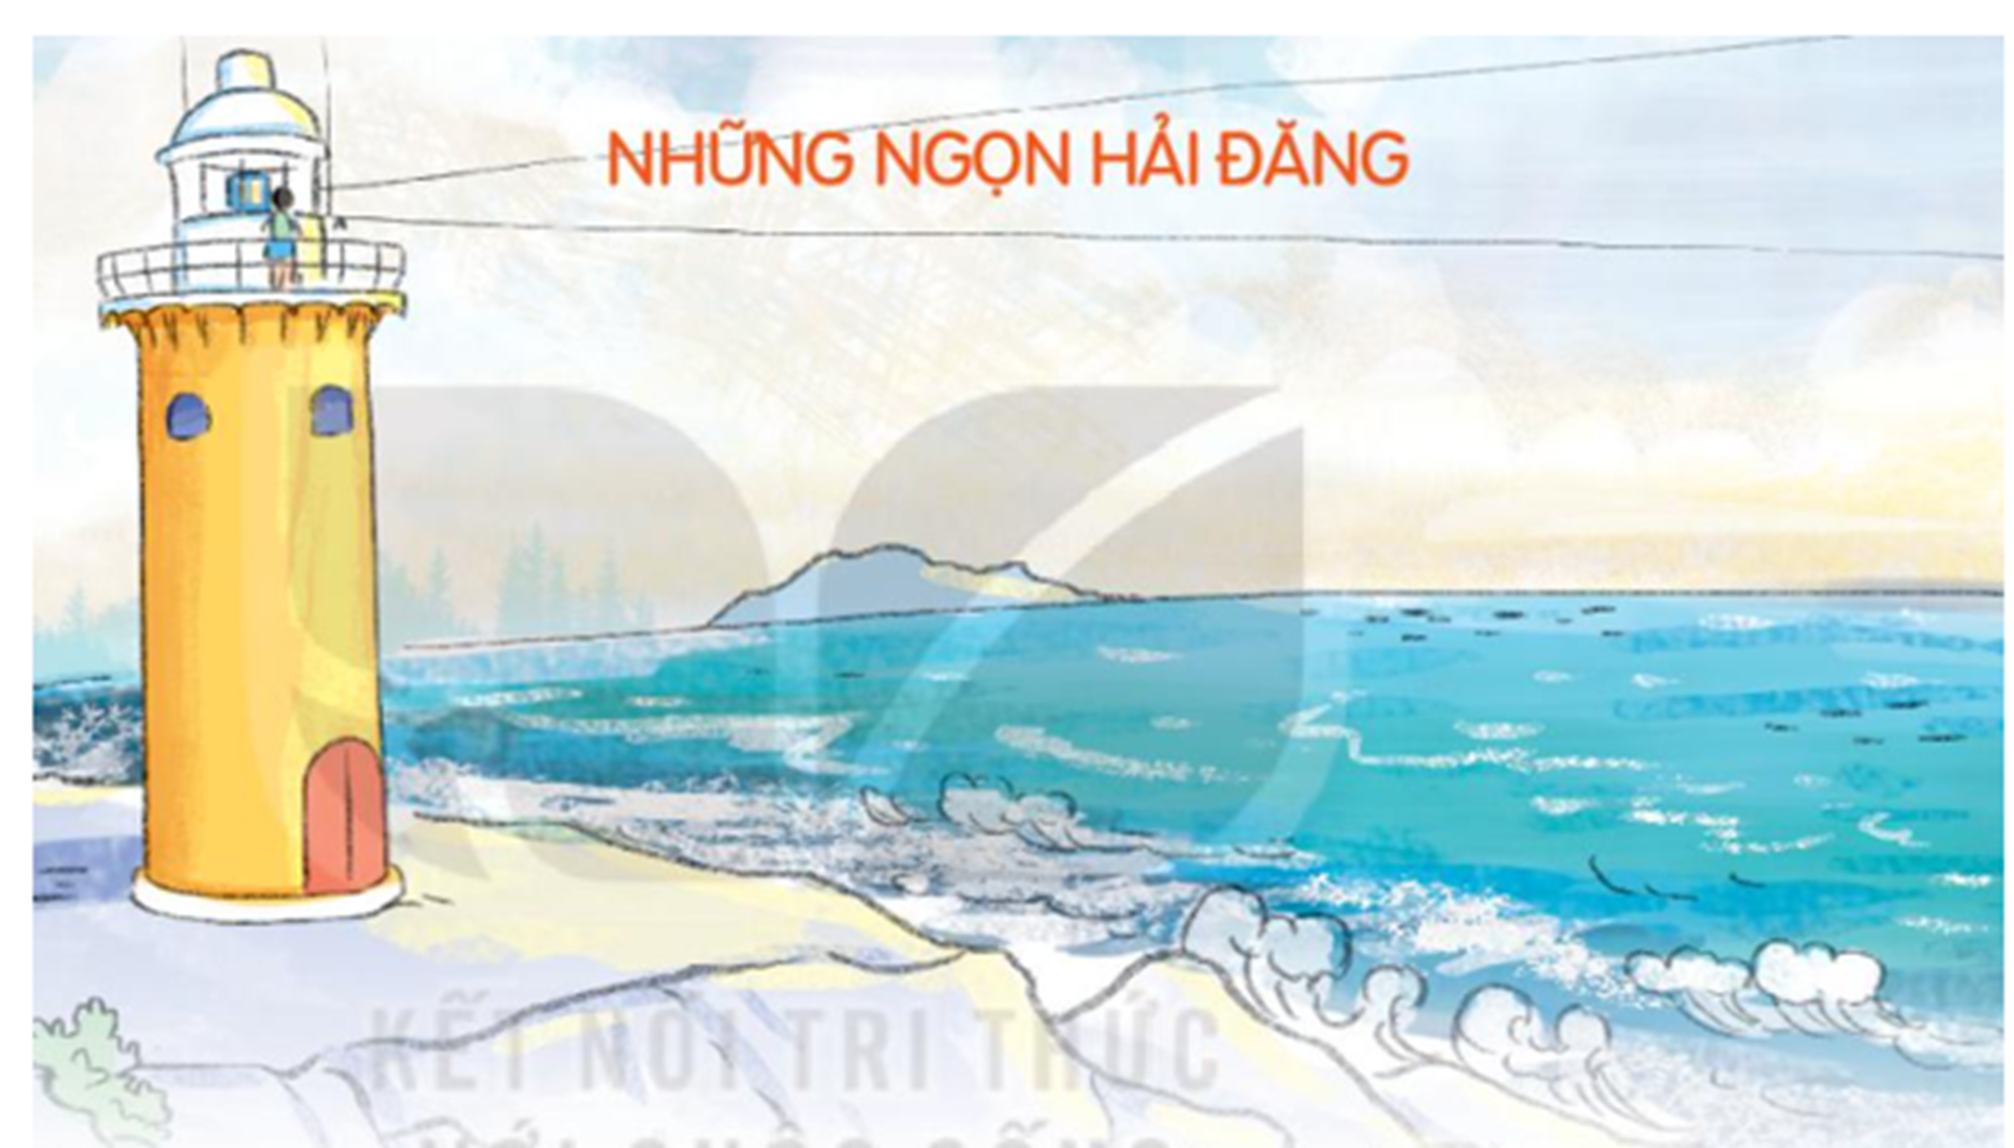 NHỮNG NGỌN HẢI ĐĂNG
KẾT NỐI TRI THỨC